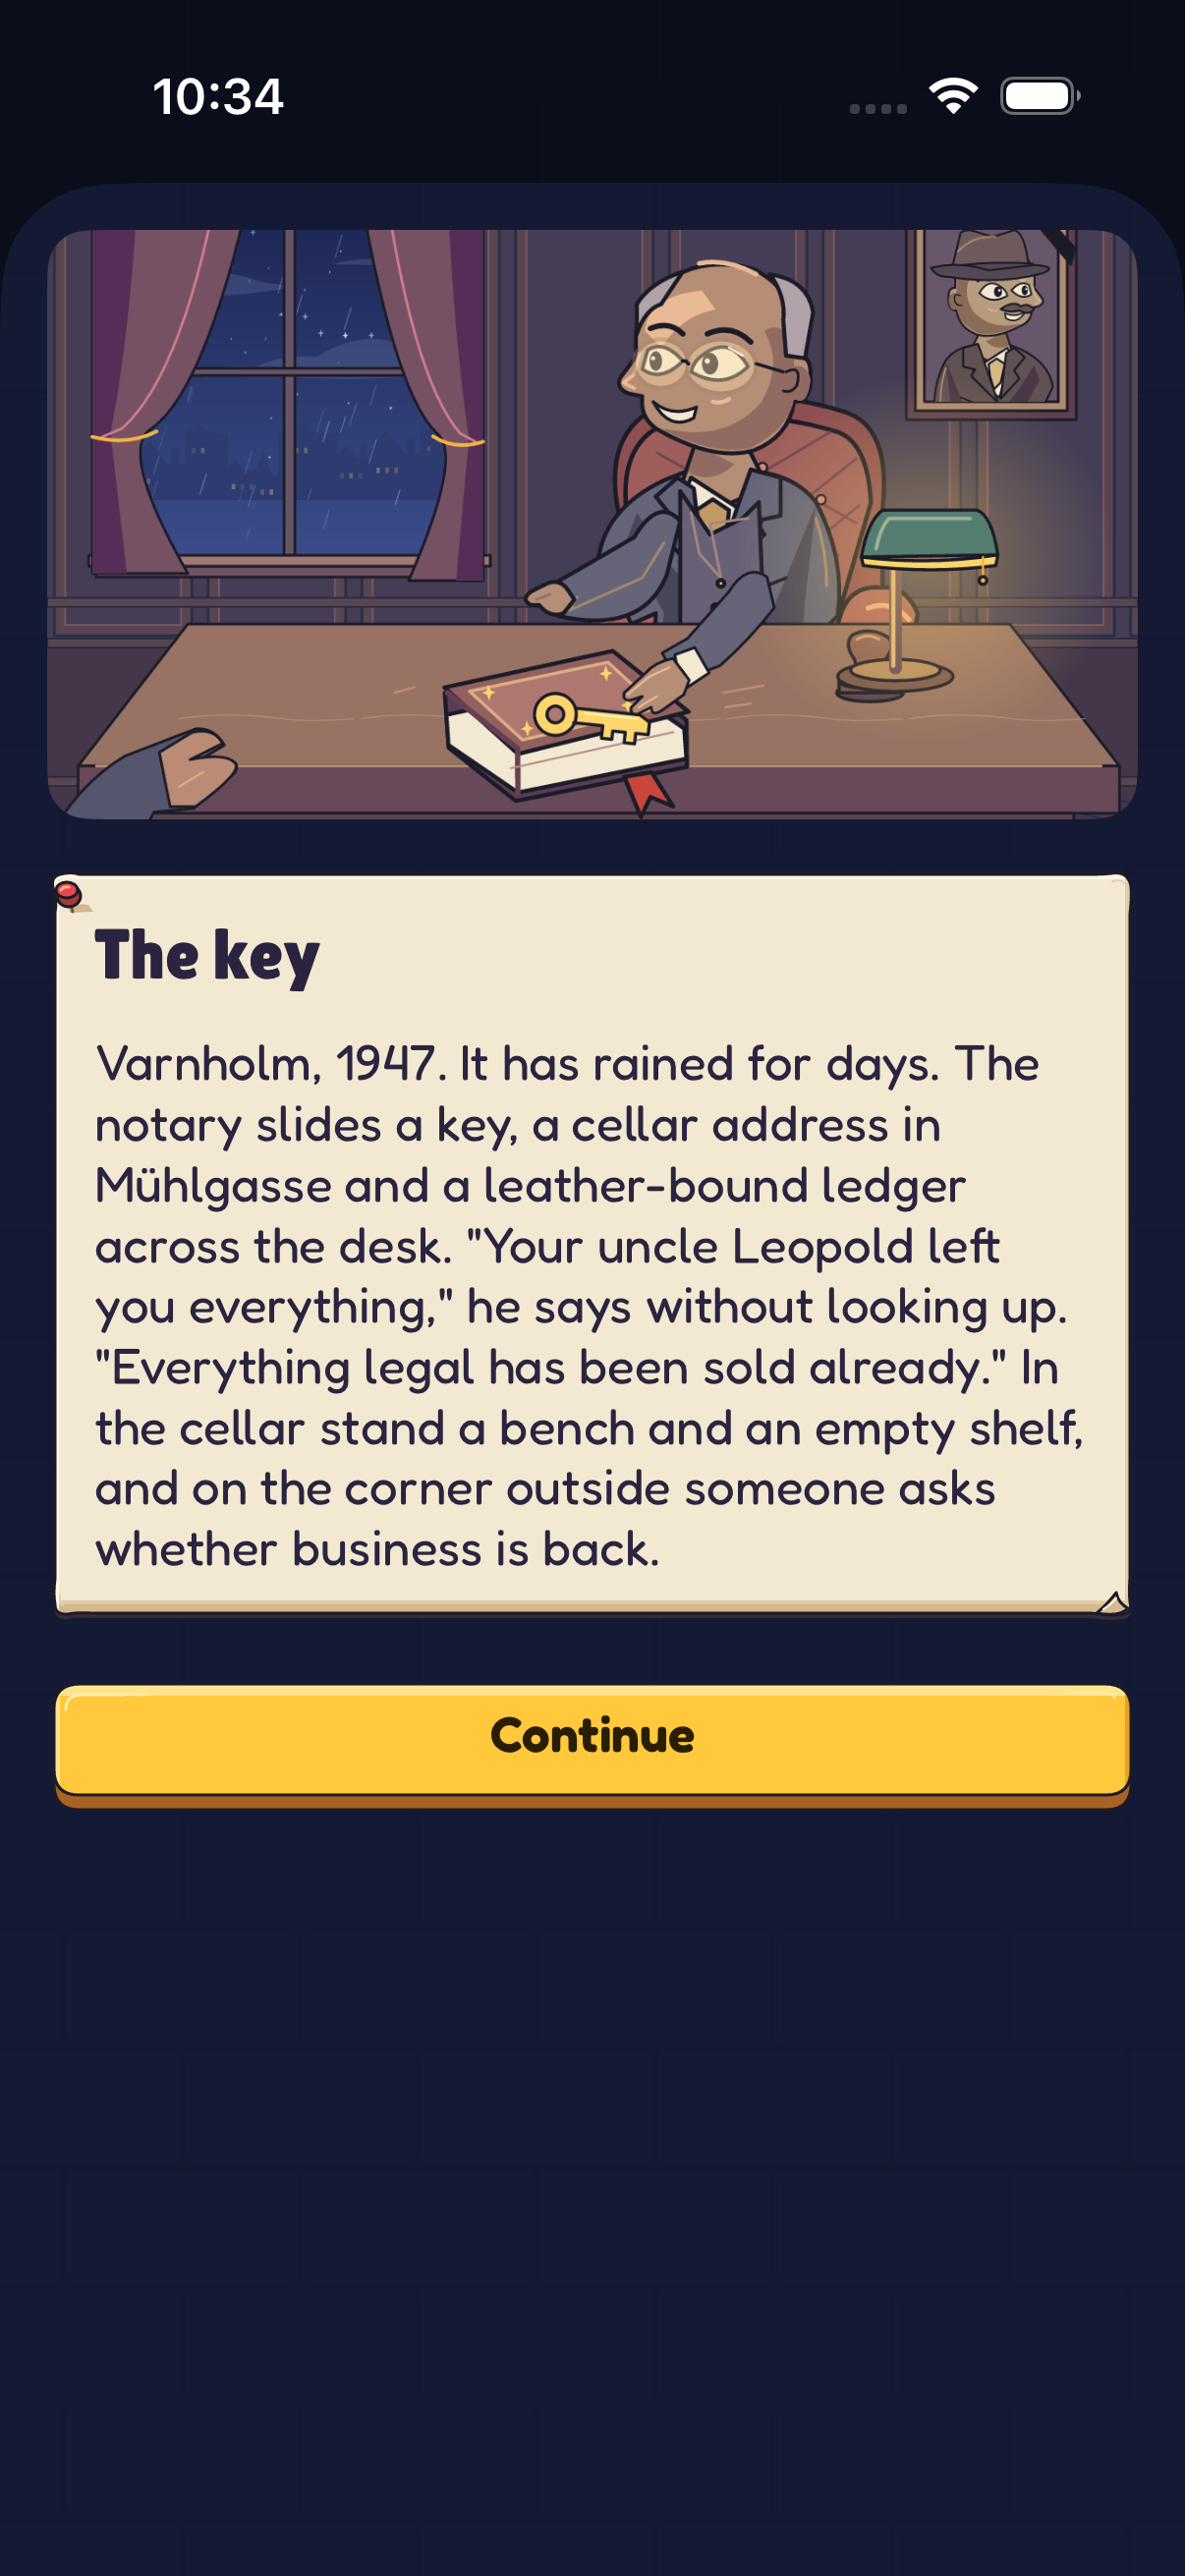 10:34
The key
Varnholm, 1947. It has rained for days. The
notary slides a key, a cellar address in
Mühlgasse and a leather-bound ledger
across the desk. "Your uncle Leopold left
you everything," he says without looking up.
"Everything legal has been sold already." In
the cellar stand a bench and an empty shelf,
and on the corner outside someone asks
whether business is back.
Continue